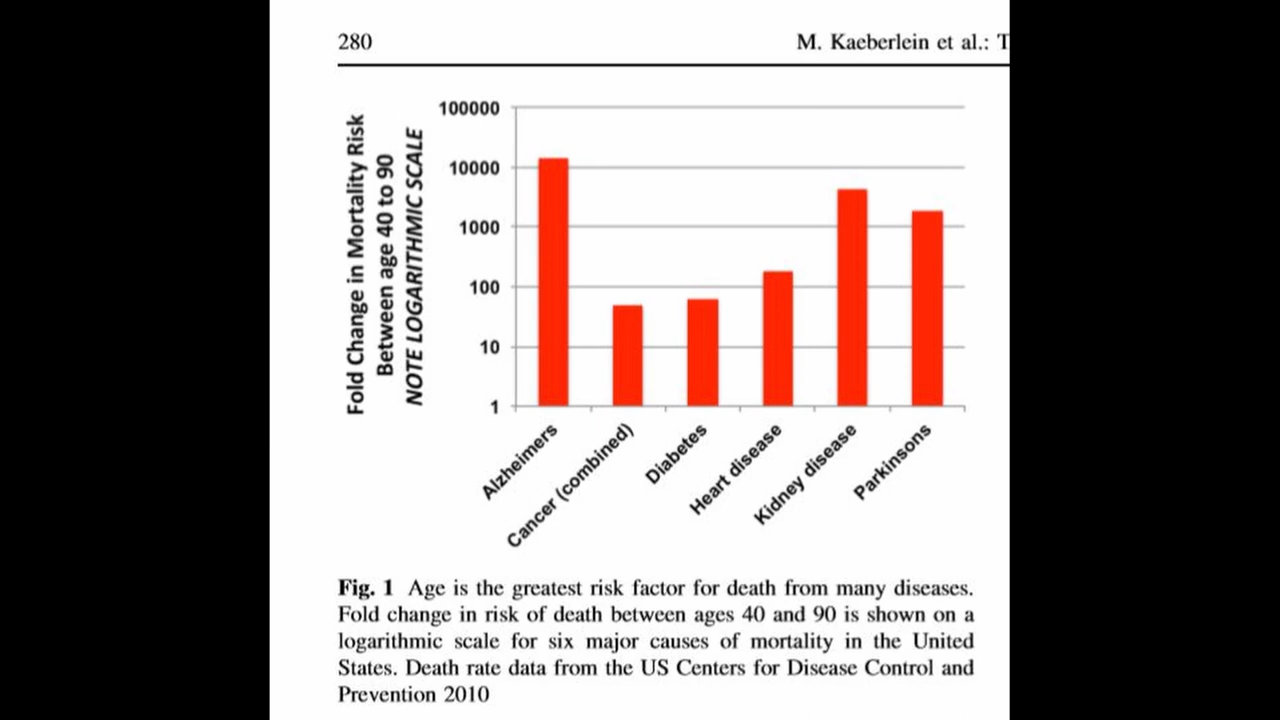 280
M. Kaeberlein et al.: T
Fold Change in Mortality Risk
Between age 40 to 90
NOTE LOGARITHMIC SCALE
100000
10000
1000
100
10
1
Alzheimers
Cancer (combined)
Diabetes
Heart disease
Kidney disease
Parkinsons
Fig. 1 Age is the greatest risk factor for death from many diseases.
Fold change in risk of death between ages 40 and 90 is shown on a
logarithmic scale for six major causes of mortality in the United
States. Death rate data from the US Centers for Disease Control and
Prevention 2010